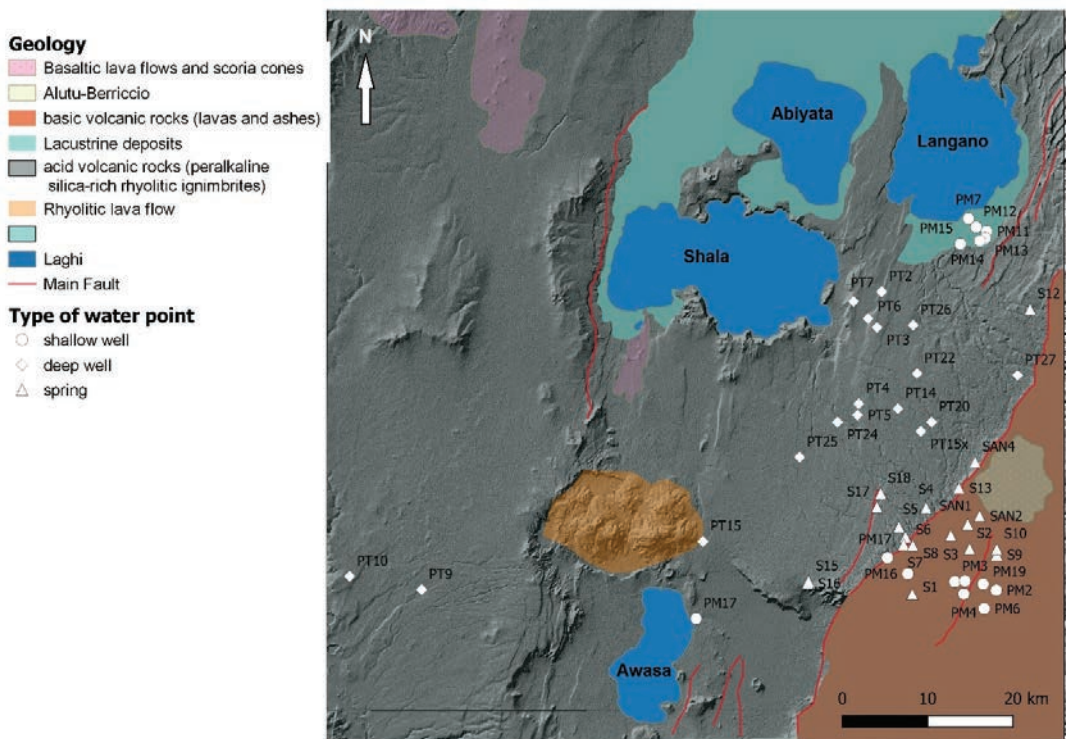 Geology
Basaltic lava flows and scoria cones
Alutu-Berriccio
basic volcanic rocks (lavas and ashes)
Lacustrine deposits
acid volcanic rocks (peralkaline
silica-rich rhyolitic ignimbrites)
Rhyolitic lava flow
Laghi
Main Fault
Type of water point
shallow well
deep well
spring
N
Abiyata
Langano
PM7
PM12
PM15
PM11
PM14
PM13
Shala
PT7
PT2
S12
PT6
PT26
PT3
PT22
PT27
PT4
PT14
PT5
PT20
PT25
PT24
PT15x
SAN4
S18
S17
S4
S13
S5
SAN1
SAN2
PT15
PM17
S6
S2
S10
S8
S3
S9
PT10
S7
PM3
PM19
PT9
S15
S16
PM16
S1
PM2
PM17
PM4
PM6
Awasa
0
10
20 km